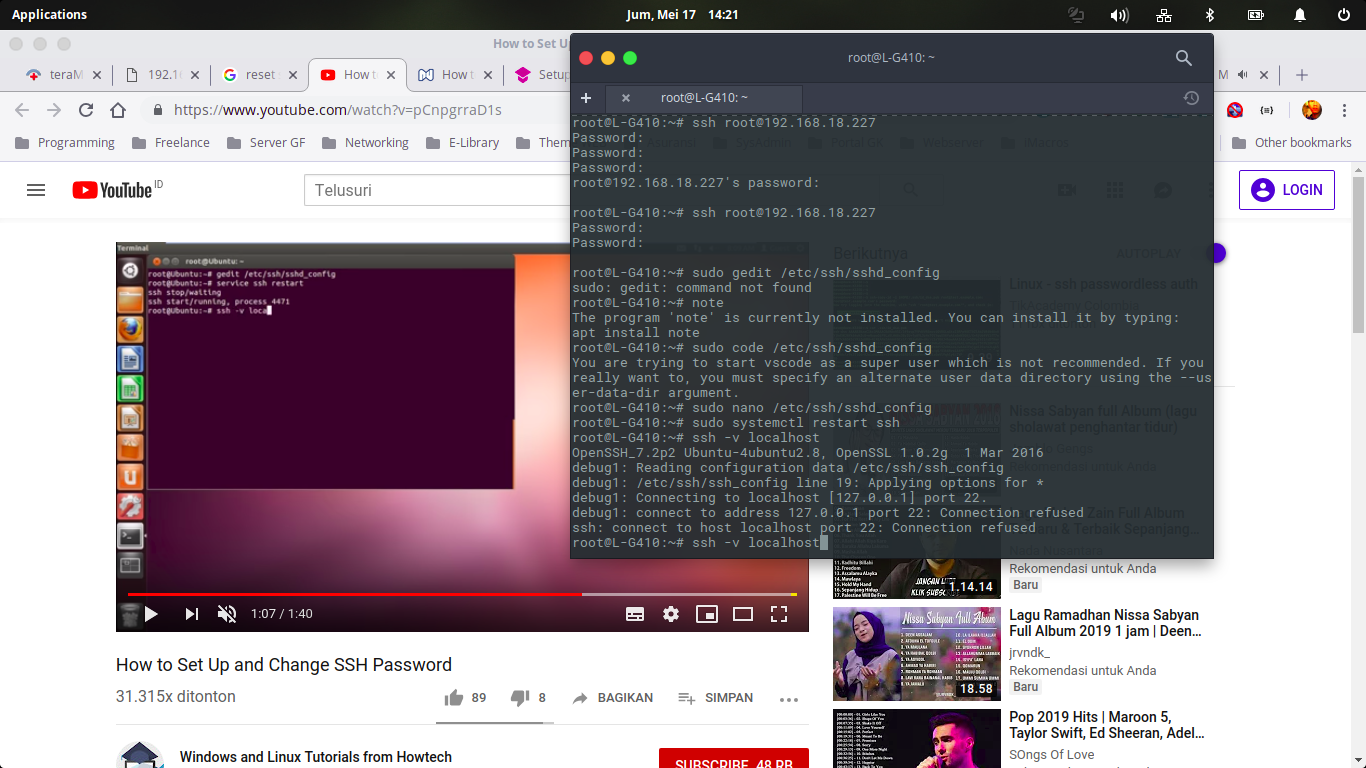 Applications
Jum, Mei 17 14:21
How to Set U
root@L-G410: ~
teraM
192.1
reset
How t
How t
Setup
M
root@L-G410: ~
https://www.youtube.com/watch?v=pCnpgrraD1s
Programming
Freelance
Server GF
Networking
E-Library
Them
SysAdmin
Portal GF
Webserver
Other bookmarks
YouTube ID
Telusuri
LOGIN
root@L-G410:~# ssh root@192.168.18.227
Password:
Password:
Password:
root@192.168.18.227's password:
root@L-G410:~# ssh root@192.168.18.227
Password:
Password:
root@L-G410:~# sudo gedit /etc/ssh/sshd_config
sudo: gedit: command not found
root@L-G410:~# note
The program 'note' is currently not installed. You can install it by typing:
apt install note
root@L-G410:~# sudo code /etc/ssh/sshd_config
You are trying to start vscode as a super user which is not recommended. If you
really want to, you must specify an alternate user data directory using the --us
er-data-dir argument.
root@L-G410:~# sudo nano /etc/ssh/sshd_config
root@L-G410:~# sudo systemctl restart ssh
root@L-G410:~# ssh -v localhost
OpenSSH_7.2p2 Ubuntu-4ubuntu2.8, OpenSSL 1.0.2g 1 Mar 2016
debug1: Reading configuration data /etc/ssh/ssh_config
debug1: /etc/ssh/ssh_config line 19: Applying options for *
debug1: Connecting to localhost [127.0.0.1] port 22.
debug1: connect to address 127.0.0.1 port 22: Connection refused
ssh: connect to host localhost port 22: Connection refused
root@L-G410:~# ssh -v localhost
Terminal
root@Ubuntu: ~
root@Ubuntu:~# gedit /etc/ssh/sshd_config
root@Ubuntu:~# service ssh restart
ssh stop/waiting
ssh start/running, process 4471
root@Ubuntu:~# ssh -v loca
1:07 / 1:40
Berikutnya
AUTOPLAY
Linux - ssh passwordless auth
Nissa Sabyan full Album (lagu
sholawat penghantar tidur)
Rekomendasi untuk Anda
Zain Full Album
& Terbaik Sepanjang...
Rekomendasi untuk Anda
Baru
1.14.14
Nissa Sabyan Full Album
18.58
Lagu Ramadhan Nissa Sabyan
Full Album 2019 1 jam | Deen...
jrvndk_
Rekomendasi untuk Anda
Baru
Pop 2019 Hits | Maroon 5,
Taylor Swift, Ed Sheeran, Adel...
SOngs Of Love
How to Set Up and Change SSH Password
31.315x ditonton
89
8
BAGIKAN
SIMPAN
Windows and Linux Tutorials from Howtech
SUBSCRIBE 48 RB